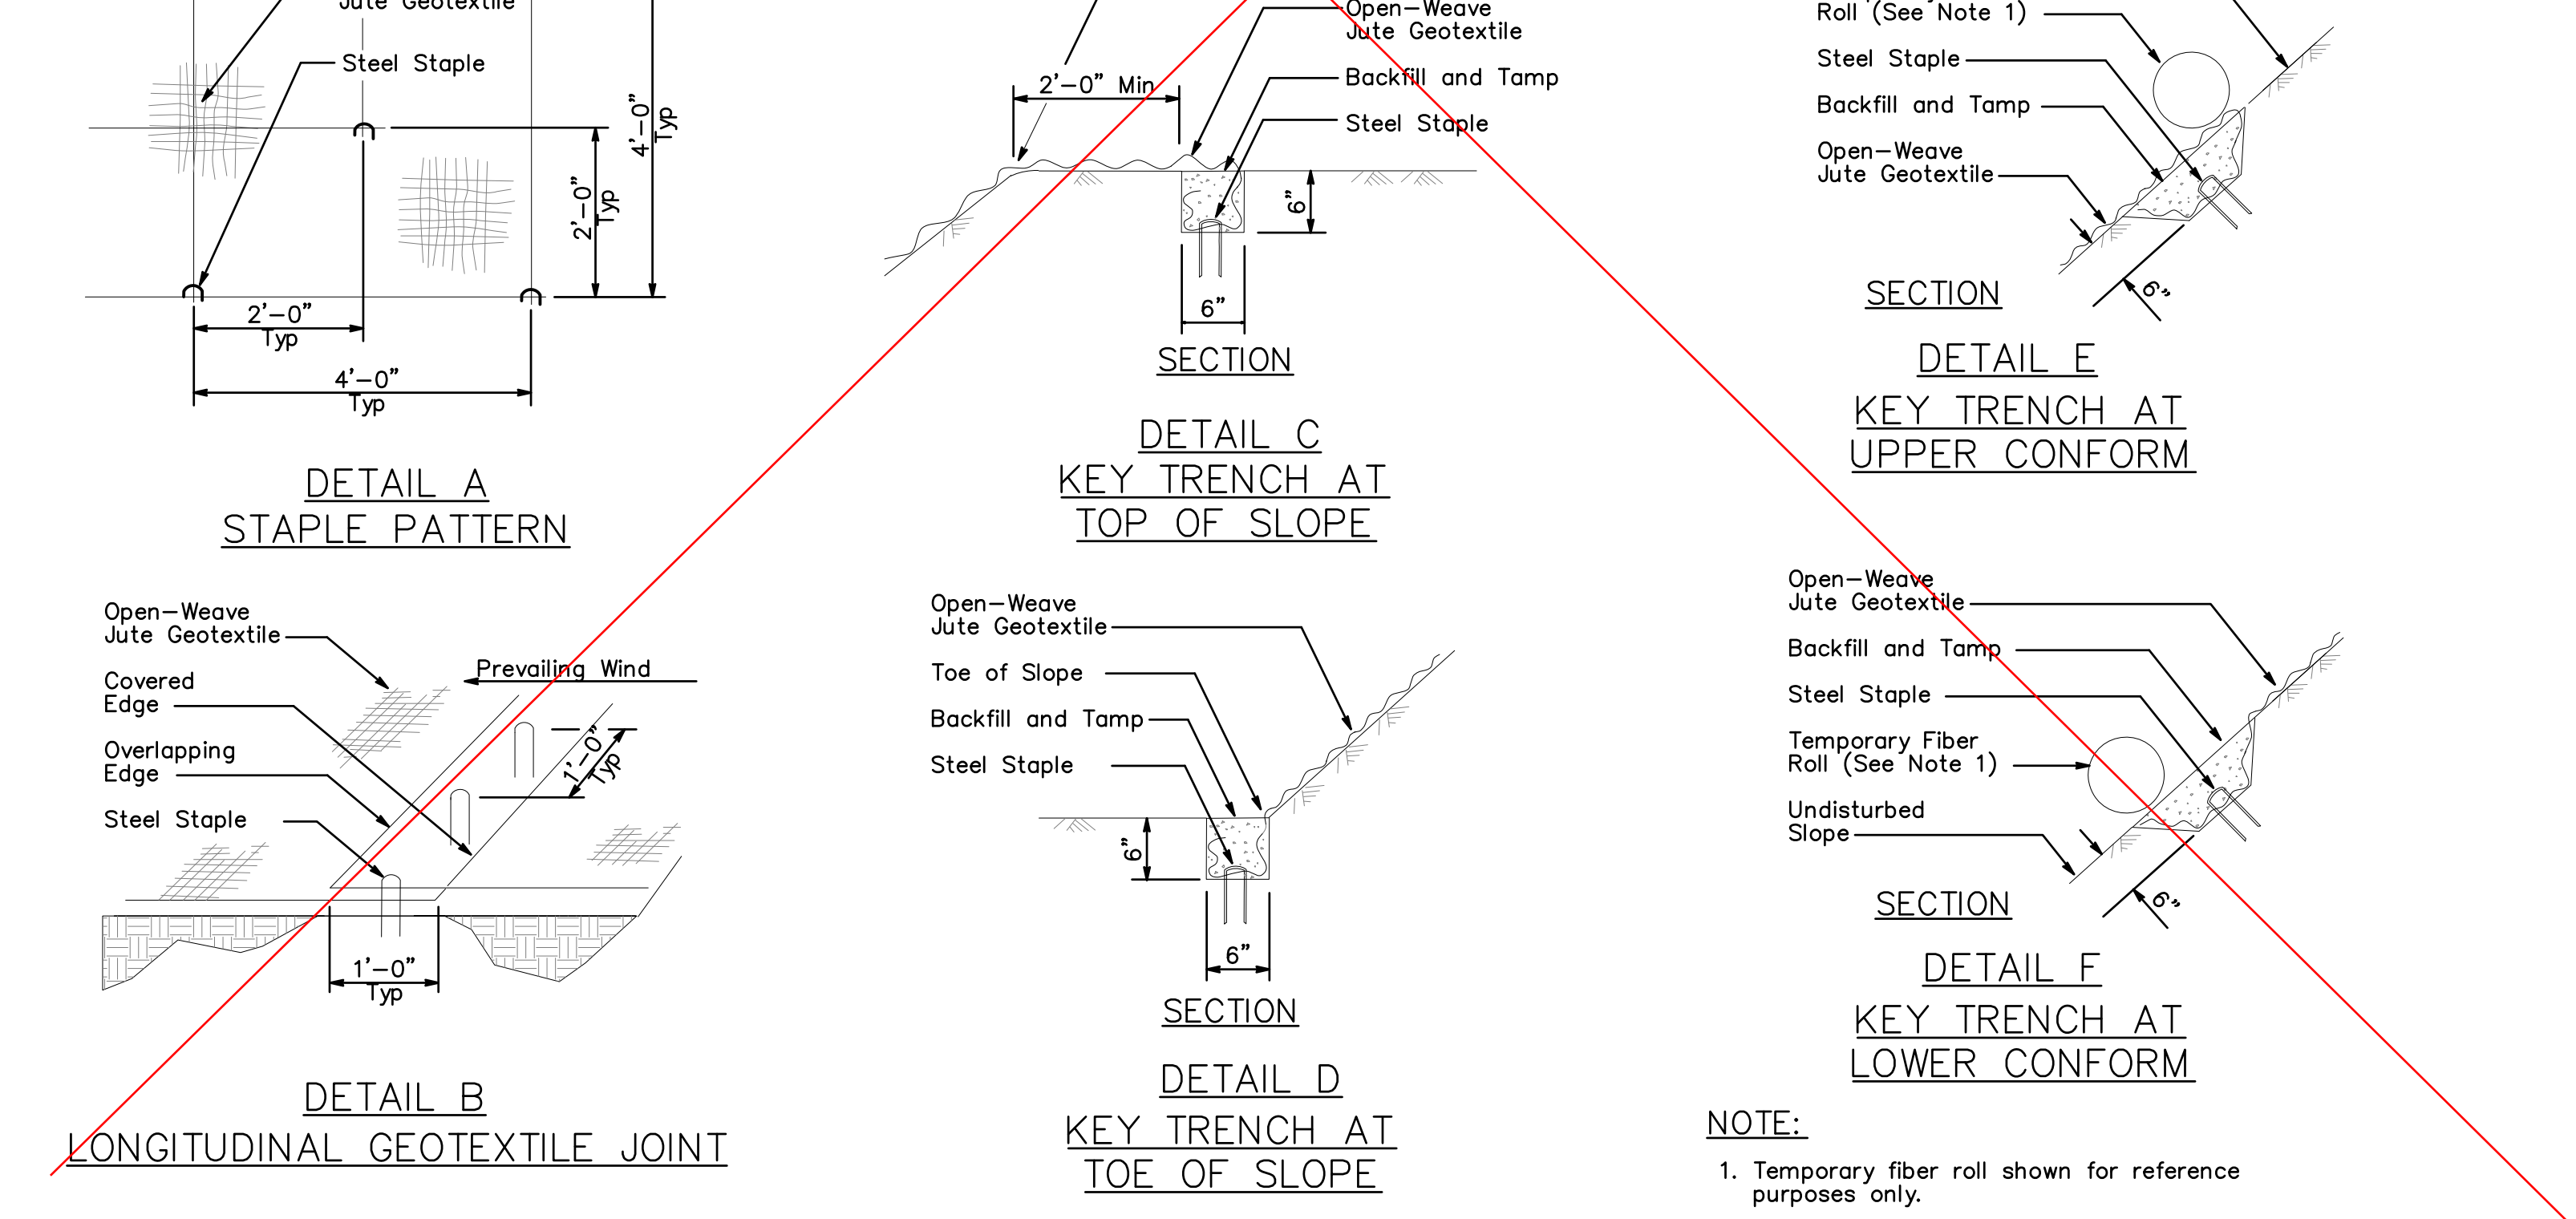 Jute Geotextile
Steel Staple
4'-0"
Typ
2'-0"
Typ
2'-0"
Typ
4'-0"
Typ
DETAIL A
STAPLE PATTERN
Open-Weave
Jute Geotextile
Covered
Edge
Overlapping
Edge
Steel Staple
Prevailing Wind
1'-0"
Typ
1'-0"
Typ
DETAIL B
LONGITUDINAL GEOTEXTILE JOINT
Open-Weave
Jute Geotextile
Backfill and Tamp
Steel Staple
2'-0" Min
6"
6"
SECTION
DETAIL C
KEY TRENCH AT
TOP OF SLOPE
Open-Weave
Jute Geotextile
Toe of Slope
Backfill and Tamp
Steel Staple
6"
6"
SECTION
DETAIL D
KEY TRENCH AT
TOE OF SLOPE
Roll (See Note 1)
Steel Staple
Backfill and Tamp
Open-Weave
Jute Geotextile
6"
SECTION
DETAIL E
KEY TRENCH AT
UPPER CONFORM
Open-Weave
Jute Geotextile
Backfill and Tamp
Steel Staple
Temporary Fiber
Roll (See Note 1)
Undisturbed
Slope
6"
SECTION
DETAIL F
KEY TRENCH AT
LOWER CONFORM
NOTE:
1. Temporary fiber roll shown for reference
purposes only.